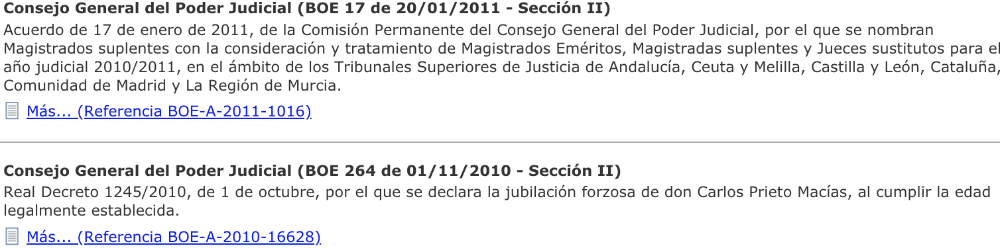 Consejo General del Poder Judicial (BOE 17 de 20/01/2011 - Sección II)
Acuerdo de 17 de enero de 2011, de la Comisión Permanente del Consejo General del Poder Judicial, por el que se nombran
Magistrados suplentes con la consideración y tratamiento de Magistrados Eméritos, Magistradas suplentes y Jueces sustitutos para el
año judicial 2010/2011, en el ámbito de los Tribunales Superiores de Justicia de Andalucía, Ceuta y Melilla, Castilla y León, Cataluña,
Comunidad de Madrid y La Región de Murcia.
Más... (Referencia BOE-A-2011-1016)
Consejo General del Poder Judicial (BOE 264 de 01/11/2010 - Sección II)
Real Decreto 1245/2010, de 1 de octubre, por el que se declara la jubilación forzosa de don Carlos Prieto Macías, al cumplir la edad
legalmente establecida.
Más... (Referencia BOE-A-2010-16628)